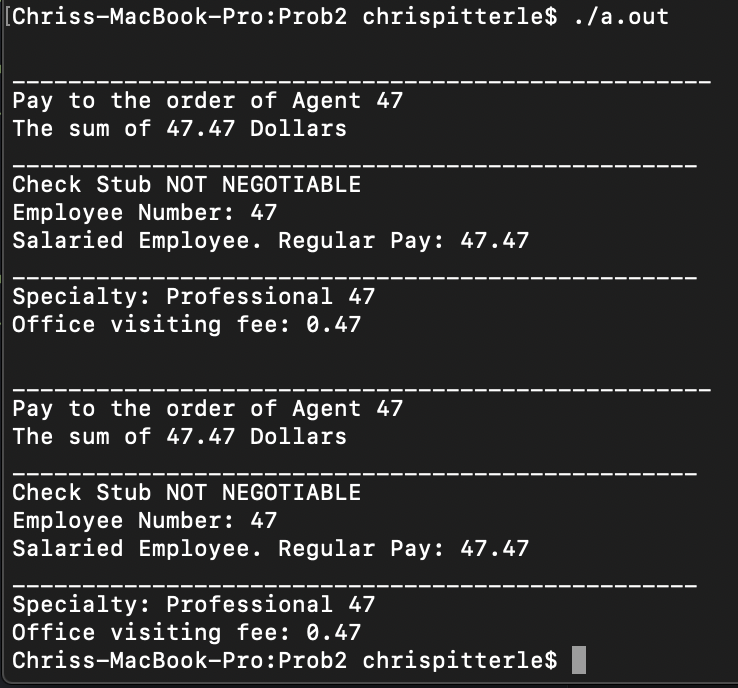 [Chriss-MacBook-Pro:Prob2 chrispitterle$ ./a.out
__________________________________________________
Pay to the order of Agent 47
The sum of 47.47 Dollars
_________________________________________________
Check Stub NOT NEGOTIABLE
Employee Number: 47
Salaried Employee. Regular Pay: 47.47
_________________________________________________
Specialty: Professional 47
Office visiting fee: 0.47
__________________________________________________
Pay to the order of Agent 47
The sum of 47.47 Dollars
_________________________________________________
Check Stub NOT NEGOTIABLE
Employee Number: 47
Salaried Employee. Regular Pay: 47.47
_________________________________________________
Specialty: Professional 47
Office visiting fee: 0.47
Chriss-MacBook-Pro:Prob2 chrispitterle$